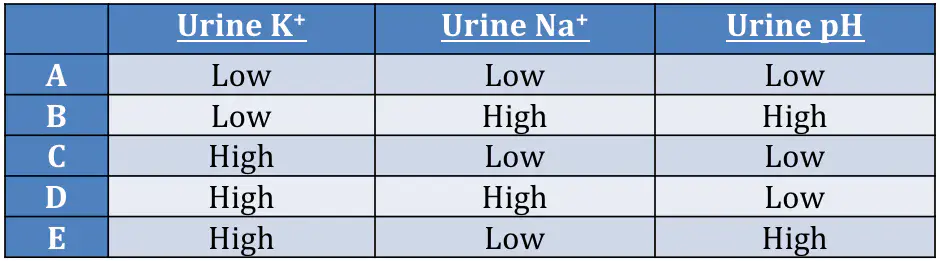 Urine K⁺ Urine Na⁺ Urine pH
A Low Low Low
B Low High High
C High Low Low
D High High Low
E High Low High